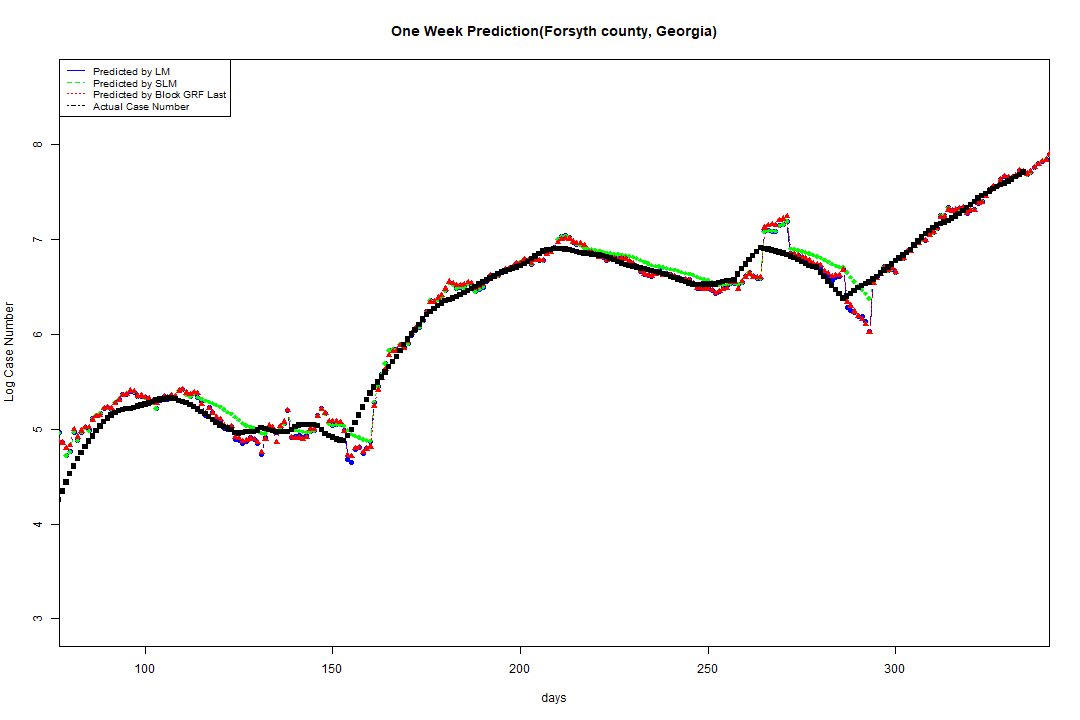 One Week Prediction(Forsyth county, Georgia)
Predicted by LM
Predicted by SLM
Predicted by Block GRF Last
Actual Case Number
Log Case Number
8
7
6
5
4
3
100 150 200 250 300
days